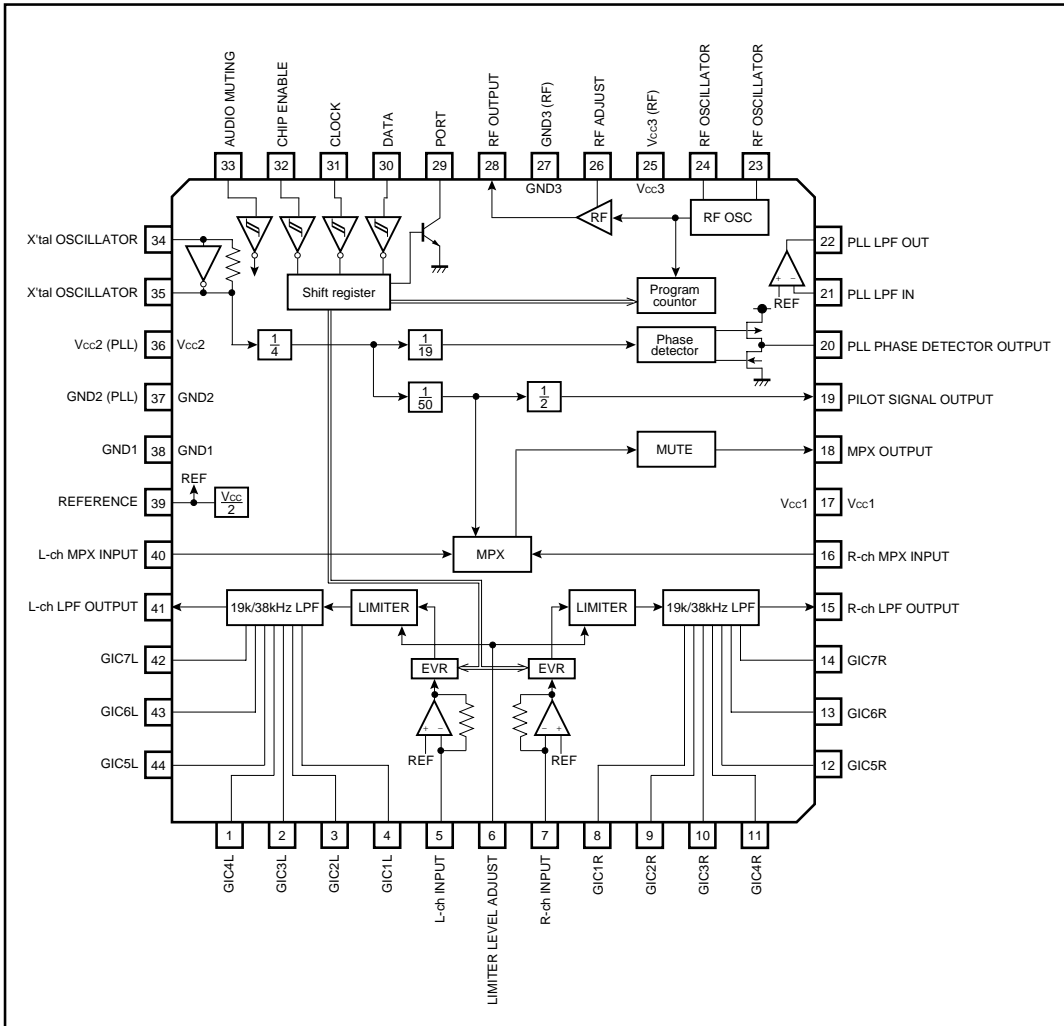 AUDIO MUTING
CHIP ENABLE
CLOCK
DATA
PORT
RF OUTPUT
GND3 (RF)
RF ADJUST
Vcc3 (RF)
RF OSCILLATOR
RF OSCILLATOR
33
32
31
30
29
28
27
26
25
24
23
GND3
Vcc3
X'tal OSCILLATOR
34
RF
RF OSC
22
PLL LPF OUT
X'tal OSCILLATOR
35
Shift register
Program
countor
+
−
REF
21
PLL LPF IN
Vcc2 (PLL)
36
Vcc2
1
4
1
19
Phase
detector
20
PLL PHASE DETECTOR OUTPUT
GND2 (PLL)
37
GND2
1
50
1
2
19
PILOT SIGNAL OUTPUT
GND1
38
GND1
MUTE
18
MPX OUTPUT
REF
REFERENCE
39
Vcc
2
Vcc1
17
Vcc1
L-ch MPX INPUT
40
MPX
16
R-ch MPX INPUT
L-ch LPF OUTPUT
41
19k/38kHz LPF
LIMITER
LIMITER
19k/38kHz LPF
15
R-ch LPF OUTPUT
GIC7L
42
EVR
EVR
14
GIC7R
GIC6L
43
+
−
−
+
13
GIC6R
REF
REF
GIC5L
44
12
GIC5R
1
2
3
4
5
6
7
8
9
10
11
GIC4L
GIC3L
GIC2L
GIC1L
L-ch INPUT
LIMITER LEVEL ADJUST
R-ch INPUT
GIC1R
GIC2R
GIC3R
GIC4R